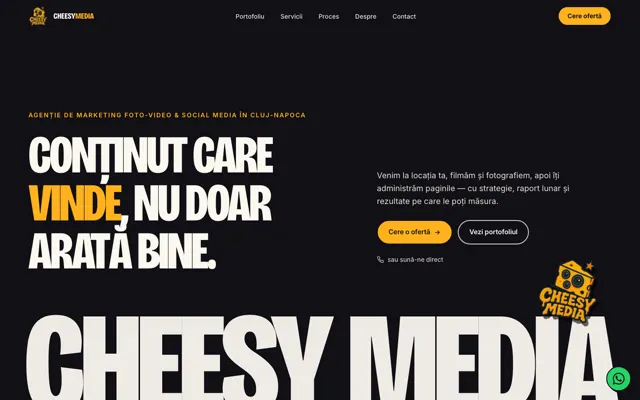 CHEESY MEDIA
CHEESYMEDIA
Portofoliu
Servicii
Proces
Despre
Contact
Cere ofertă
AGENȚIE DE MARKETING FOTO-VIDEO & SOCIAL MEDIA ÎN CLUJ-NAPOCA
CONȚINUT CARE
VINDE, NU DOAR
ARATĂ BINE.
Venim la locația ta, filmăm și fotografiem, apoi îți
administrăm paginile — cu strategie, raport lunar și
rezultate pe care le poți măsura.
Cere o ofertă →
Vezi portofoliul
sau sună-ne direct
CHEESY
MEDIA
CHEESY MEDIA